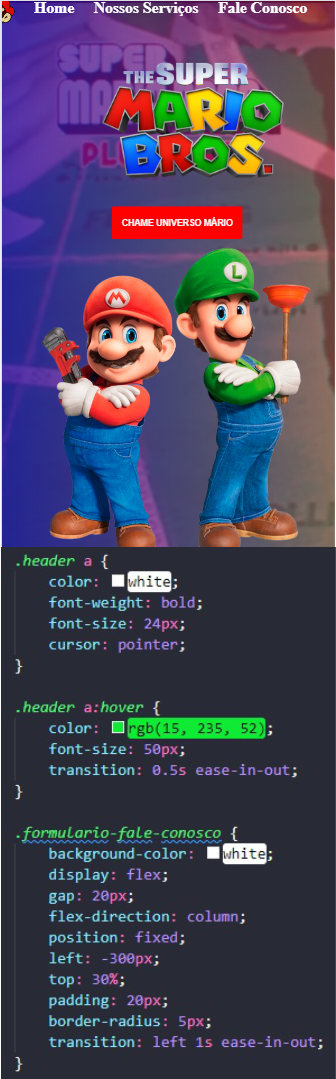 Home Nossos Serviços Fale Conosco
SUPER
THE SUPER
MARIO
BROS.
CHAME UNIVERSO MÁRIO
M
L
.header a {
    color: white;
    font-weight: bold;
    font-size: 24px;
    cursor: pointer;
}
.header a:hover {
    color: rgb(15, 235, 52);
    font-size: 50px;
    transition: 0.5s ease-in-out;
}
.formulario-fale-conosco {
    background-color: white;
    display: flex;
    gap: 20px;
    flex-direction: column;
    position: fixed;
    left: -300px;
    top: 30%;
    padding: 20px;
    border-radius: 5px;
    transition: left 1s ease-in-out;
}